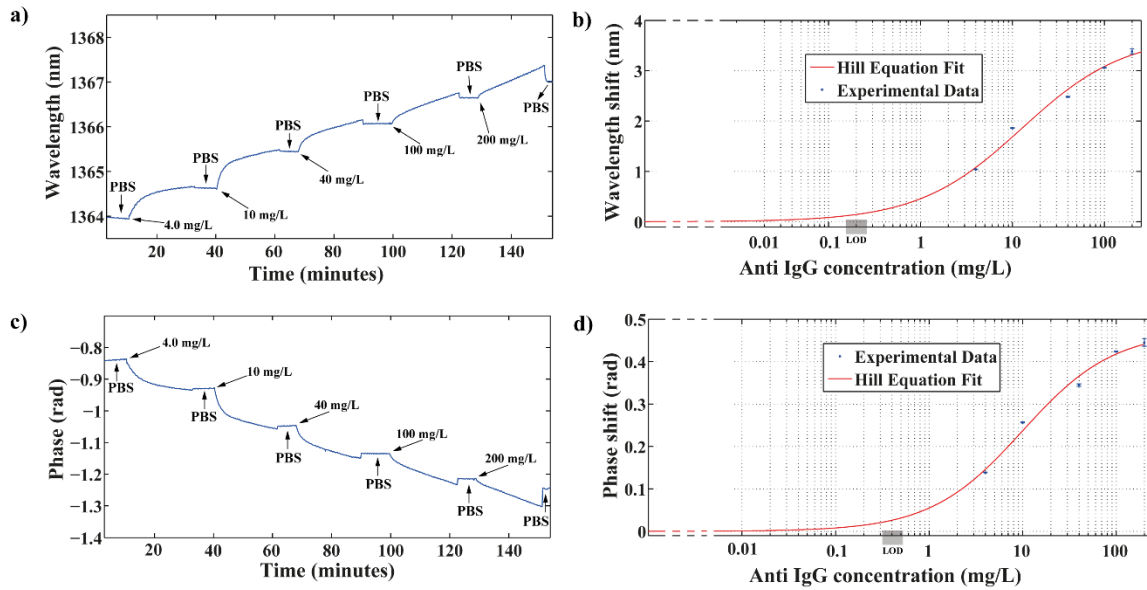 a)
Wavelength (nm)
1368
1367
1366
1365
1364
PBS
4.0 mg/L
PBS
10 mg/L
PBS
40 mg/L
PBS
100 mg/L
PBS
200 mg/L
PBS
20 40 60 80 100 120 140
Time (minutes)
b)
Wavelength shift (nm)
4
3
2
1
0
Hill Equation Fit
Experimental Data
LOD
0.01 0.1 1 10 100
Anti IgG concentration (mg/L)
c)
Phase (rad)
−0.8
−0.9
−1
−1.1
−1.2
−1.3
−1.4
4.0 mg/L
PBS
10 mg/L
PBS
40 mg/L
PBS
100 mg/L
PBS
200 mg/L
PBS
PBS
20 40 60 80 100 120 140
Time (minutes)
d)
Phase shift (rad)
0.5
0.4
0.3
0.2
0.1
0
Experimental Data
Hill Equation Fit
LOD
0.01 0.1 1 10 100
Anti IgG concentration (mg/L)